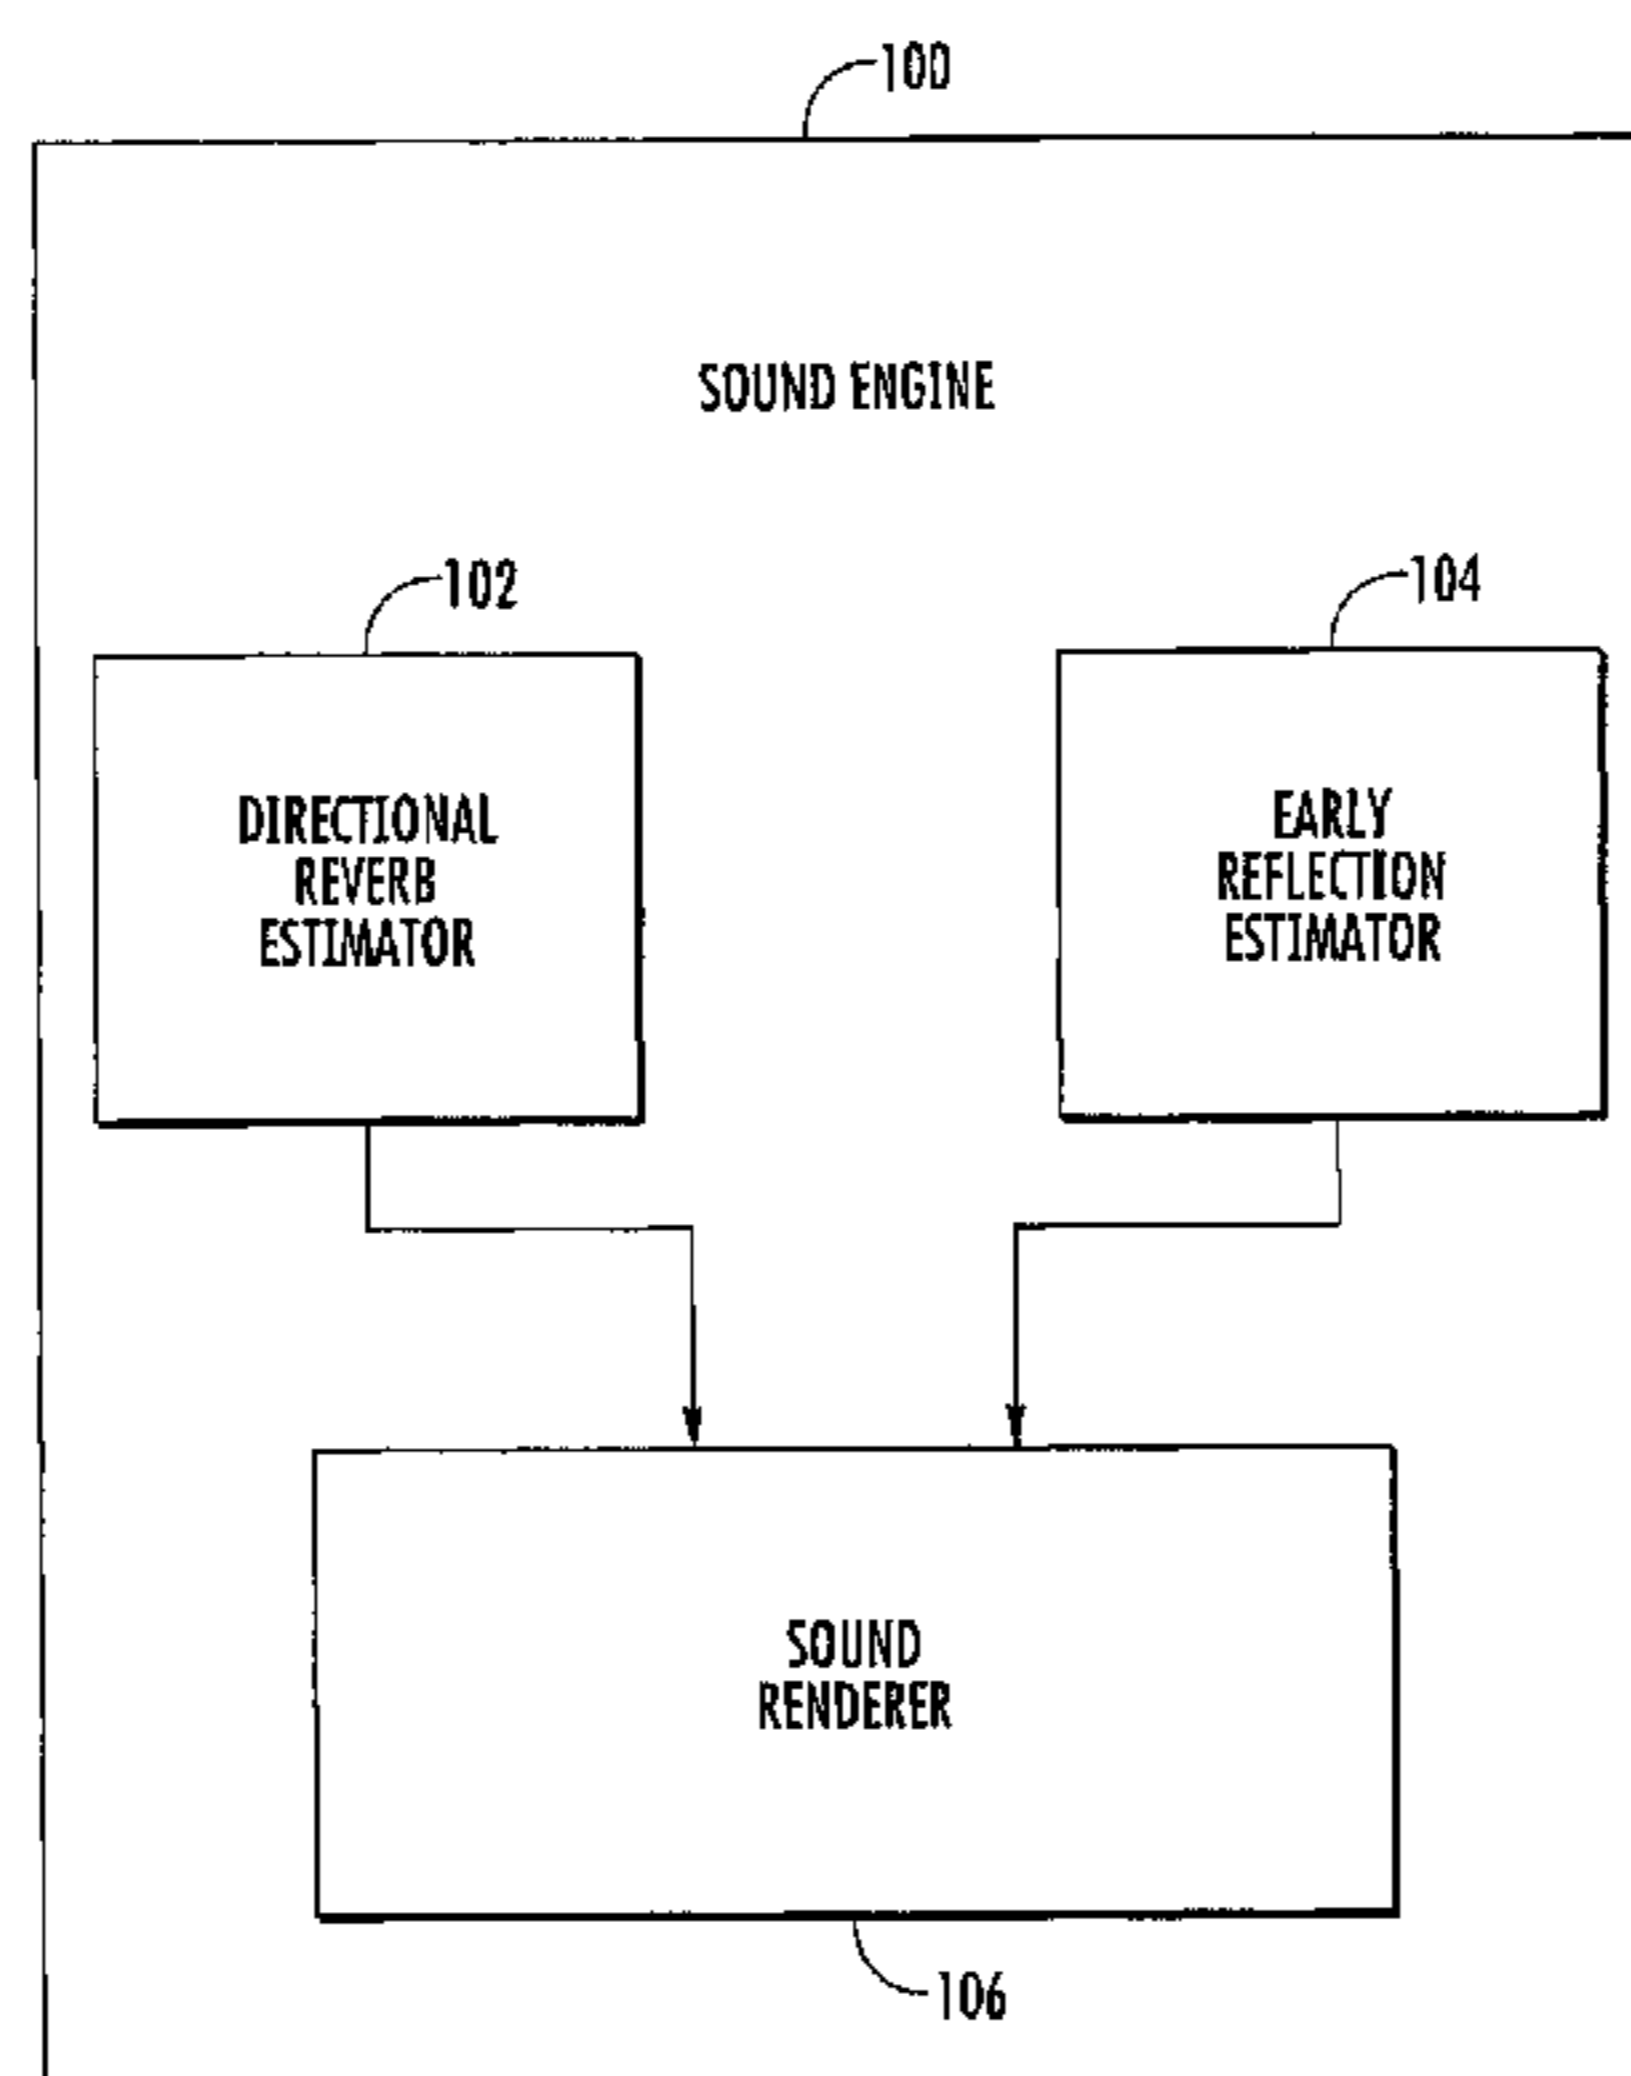 100
SOUND ENGINE
102
104
DIRECTIONAL
REVERB
ESTIMATOR
EARLY
REFLECTION
ESTIMATOR
SOUND
RENDERER
106